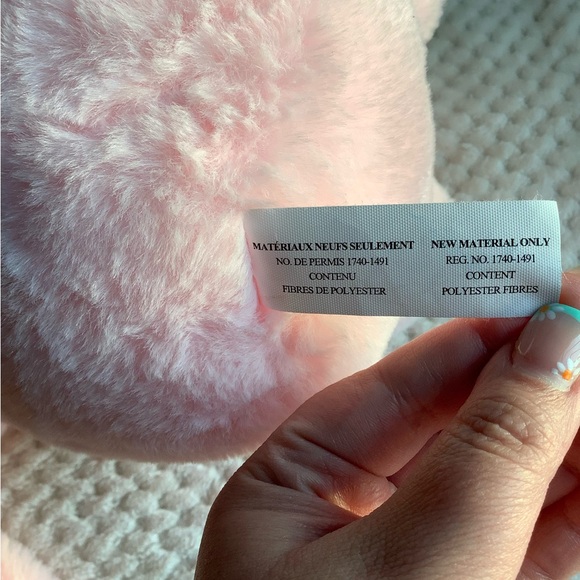 MATÉRIAUX NEUFS SEULEMENT
NO. DE PERMIS 1740-1491
CONTENU
FIBRES DE POLYESTER
NEW MATERIAL ONLY
REG. NO. 1740-1491
CONTENT
POLYESTER FIBRES